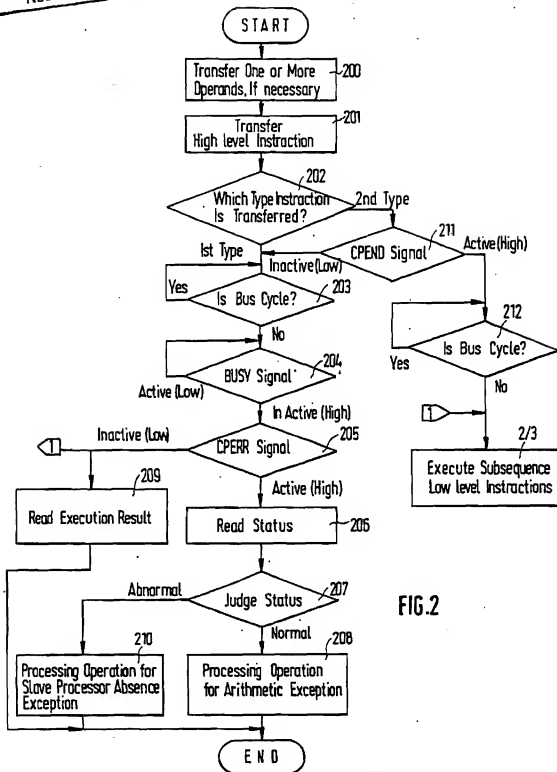 START
200
Transfer One or More
Operands, If necessary
201
Transfer
High level Instruction
202
Which Type Instruction
Is Transferred?
2nd Type
211
CPEND Signal
Active (High)
Inactive (Low)
1st Type
Yes
Is Bus Cycle?
203
No
212
Is Bus Cycle?
Yes
No
BUSY Signal
204
Active (Low)
In Active (High)
1
Inactive (Low)
1
CPERR Signal
205
Active (High)
2/3
Execute Subsequence
Low level Instructions
209
Read Execution Result
Read Status
206
Abnormal
Judge Status
207
Normal
FIG.2
210
Processing Operation for
Slave Processor Absence
Exception
208
Processing Operation
for Arithmetic Exception
END